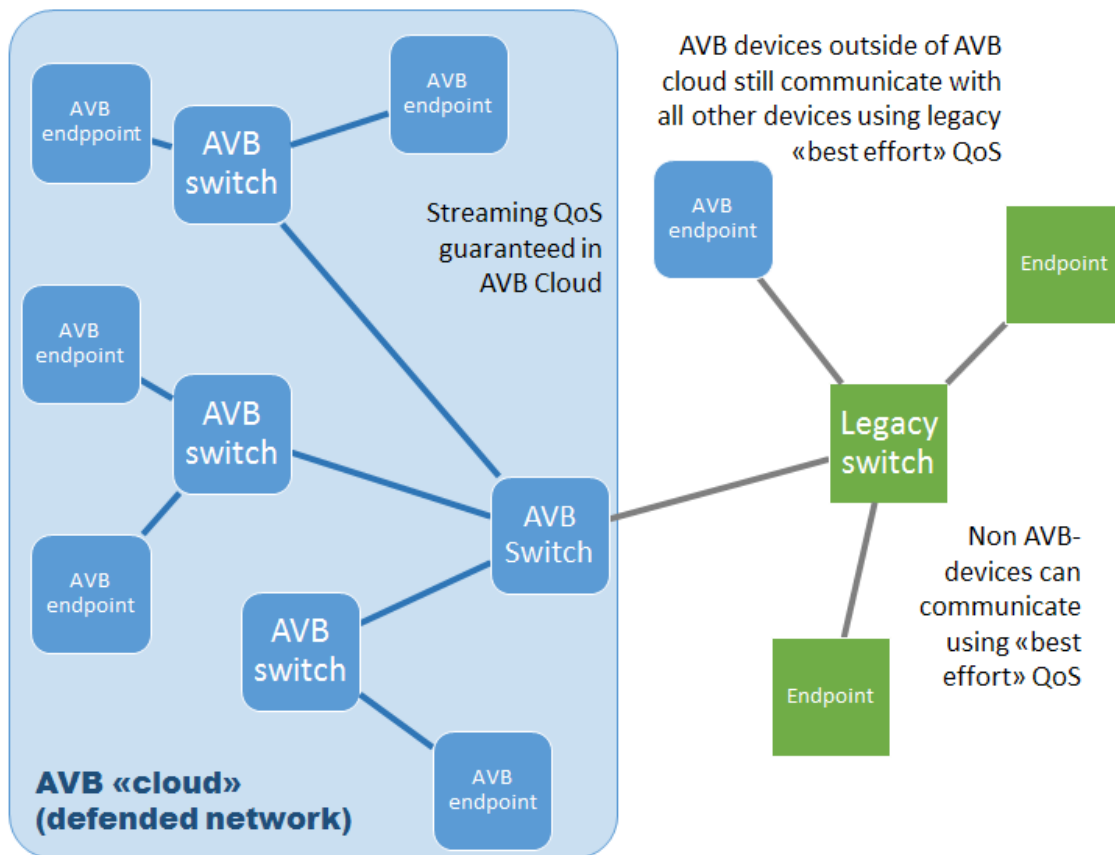 AVB
endppoint
AVB
switch
AVB
endpoint
Streaming QoS
guaranteed in
AVB Cloud
AVB
endpoint
AVB
switch
AVB
endpoint
AVB
Switch
AVB
switch
AVB
endpoint
AVB «cloud»
(defended network)
AVB devices outside of AVB
cloud still communicate with
all other devices using legacy
«best effort» QoS
AVB
endpoint
Endpoint
Legacy
switch
Non AVB-
devices can
communicate
using «best
effort» QoS
Endpoint